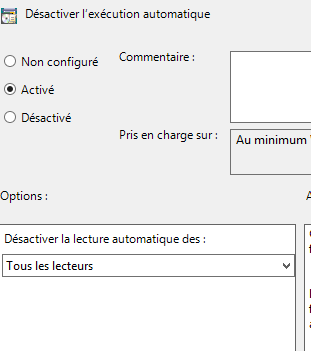 Désactiver l'exécution automatique
Non configuré
Commentaire :
Activé
Désactivé
Pris en charge sur :
Au minimum
Options :
Désactiver la lecture automatique des :
Tous les lecteurs